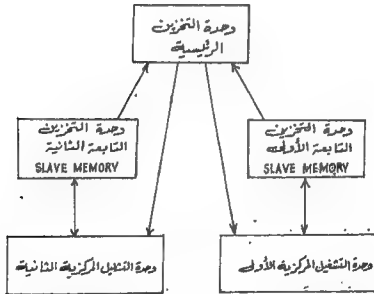 وحدة التخزين
الرئيسية
وحدة التخزين
التابعة الأولى
SLAVE MEMORY
وحدة التخزين
التابعة الثانية
SLAVE MEMORY
وحدة التشغيل المركزية الأولى
وحدة التشغيل المركزية الثانية